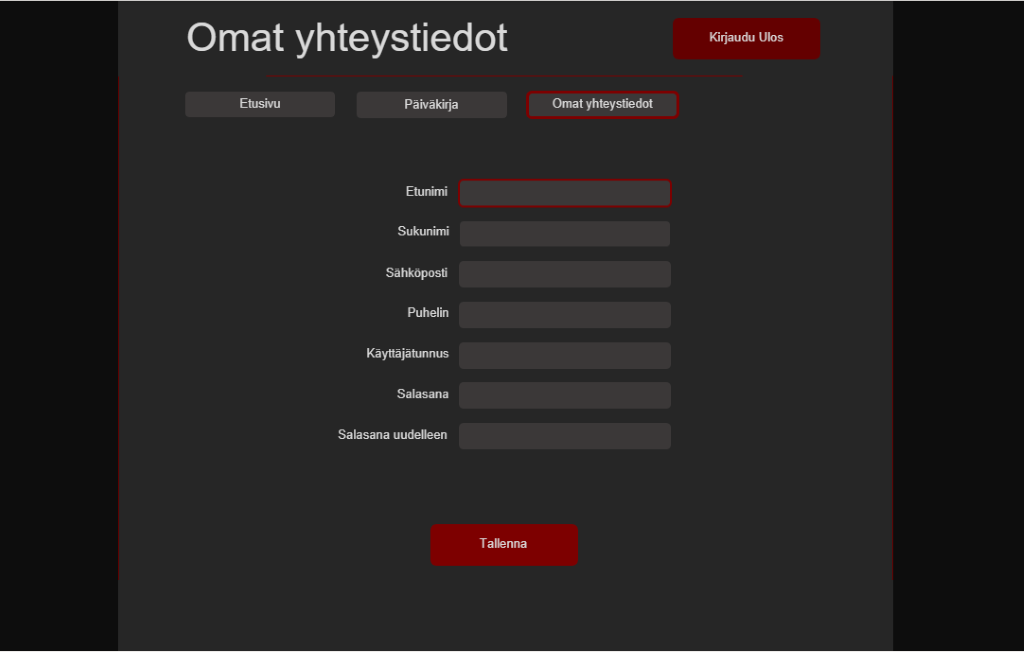 Omat yhteystiedot
Kirjaudu Ulos
Etusivu
Päiväkirja
Omat yhteystiedot
Etunimi
Sukunimi
Sähköposti
Puhelin
Käyttäjätunnus
Salasana
Salasana uudelleen
Tallenna